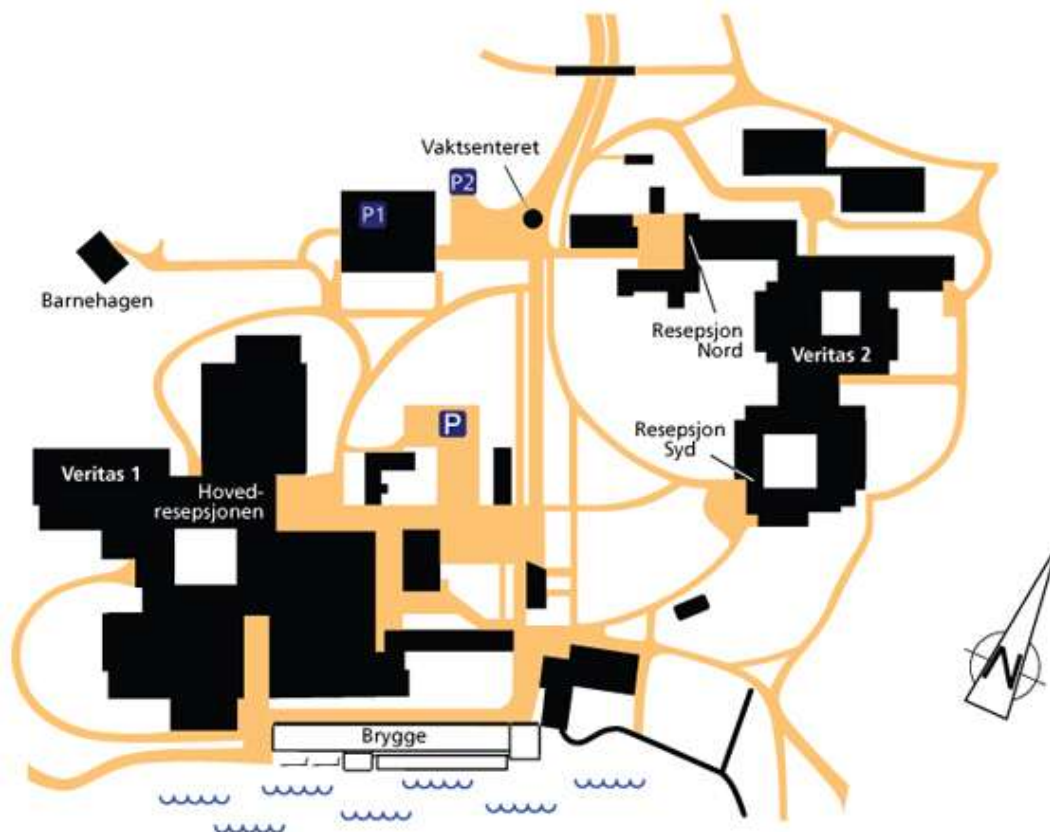 Vaktsenteret
P2
P1
Barnehagen
Resepsjon
Nord
Veritas 2
P
Resepsjon
Syd
Veritas 1
Hoved-
resepsjonen
N
Brygge